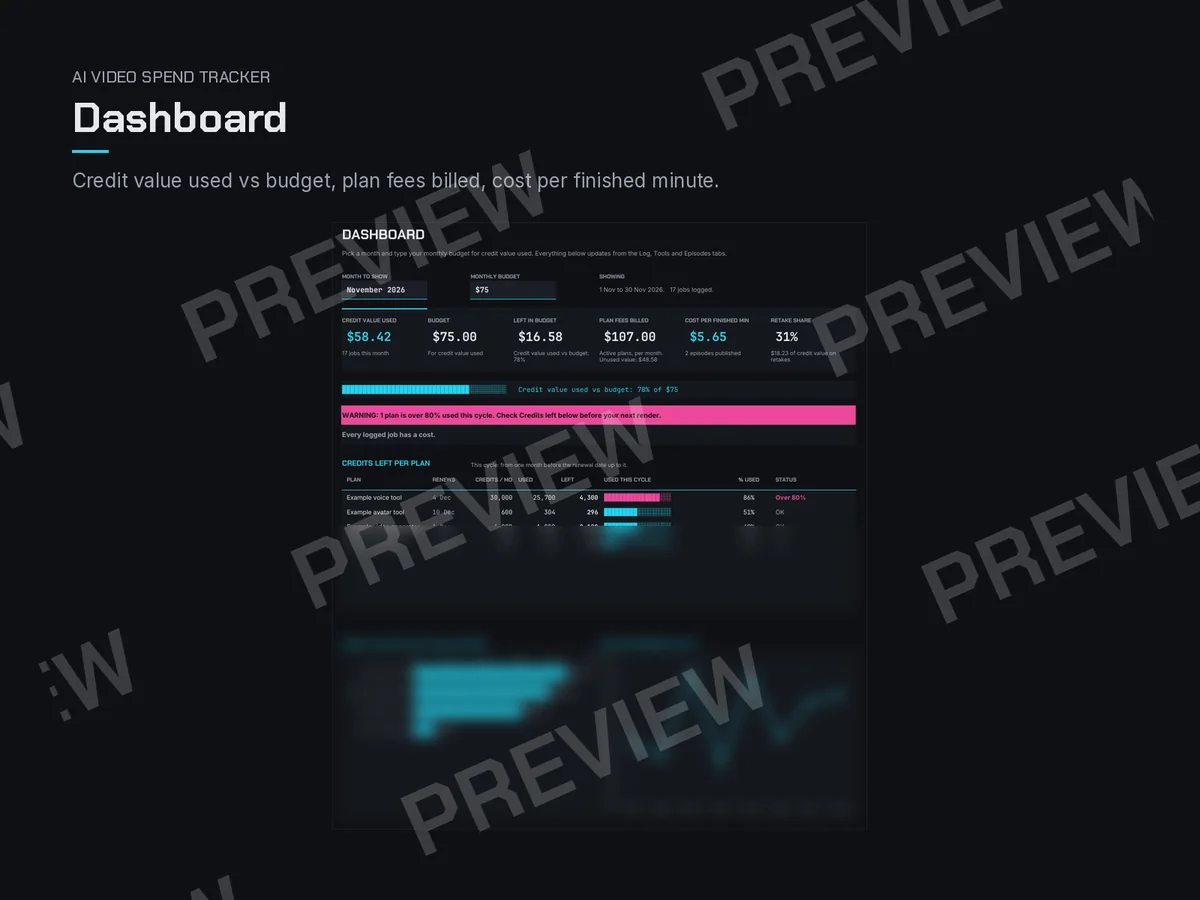 AI VIDEO SPEND TRACKER
Dashboard
Credit value used vs budget, plan fees billed, cost per finished minute.
DASHBOARD
Pick a month and type your monthly budget for credit value used. Everything below updates from the Log, Tools and Episodes tabs.
MONTH TO SHOW MONTHLY BUDGET SHOWING
November 2026 $75 1 Nov to 30 Nov 2026. 17 jobs logged.
CREDIT VALUE USED BUDGET LEFT IN BUDGET PLAN FEES BILLED COST PER FINISHED MIN RETAKE SHARE
$58.42 $75.00 $16.58 $107.00 $5.65 31%
17 jobs this month For credit value used Credit value used vs budget: 78% Active plans, per month. Unused value: $48.58 2 episodes published $18.23 of credit value on retakes
Credit value used vs budget: 78% of $75
WARNING: 1 plan is over 80% used this cycle. Check Credits left below before your next render.
Every logged job has a cost.
CREDITS LEFT PER PLAN This cycle: from one month before the renewal date up to it.
PLAN RENEWS CREDITS / MO USED LEFT USED THIS CYCLE % USED STATUS
Example voice tool 4 Dec 30,000 25,700 4,300 86% Over 80%
Example avatar tool 10 Dec 600 304 296 51% OK
PREVIEW
PREVIEW
PREVIEW
PREVIEW
PREVIEW
PREVIEW